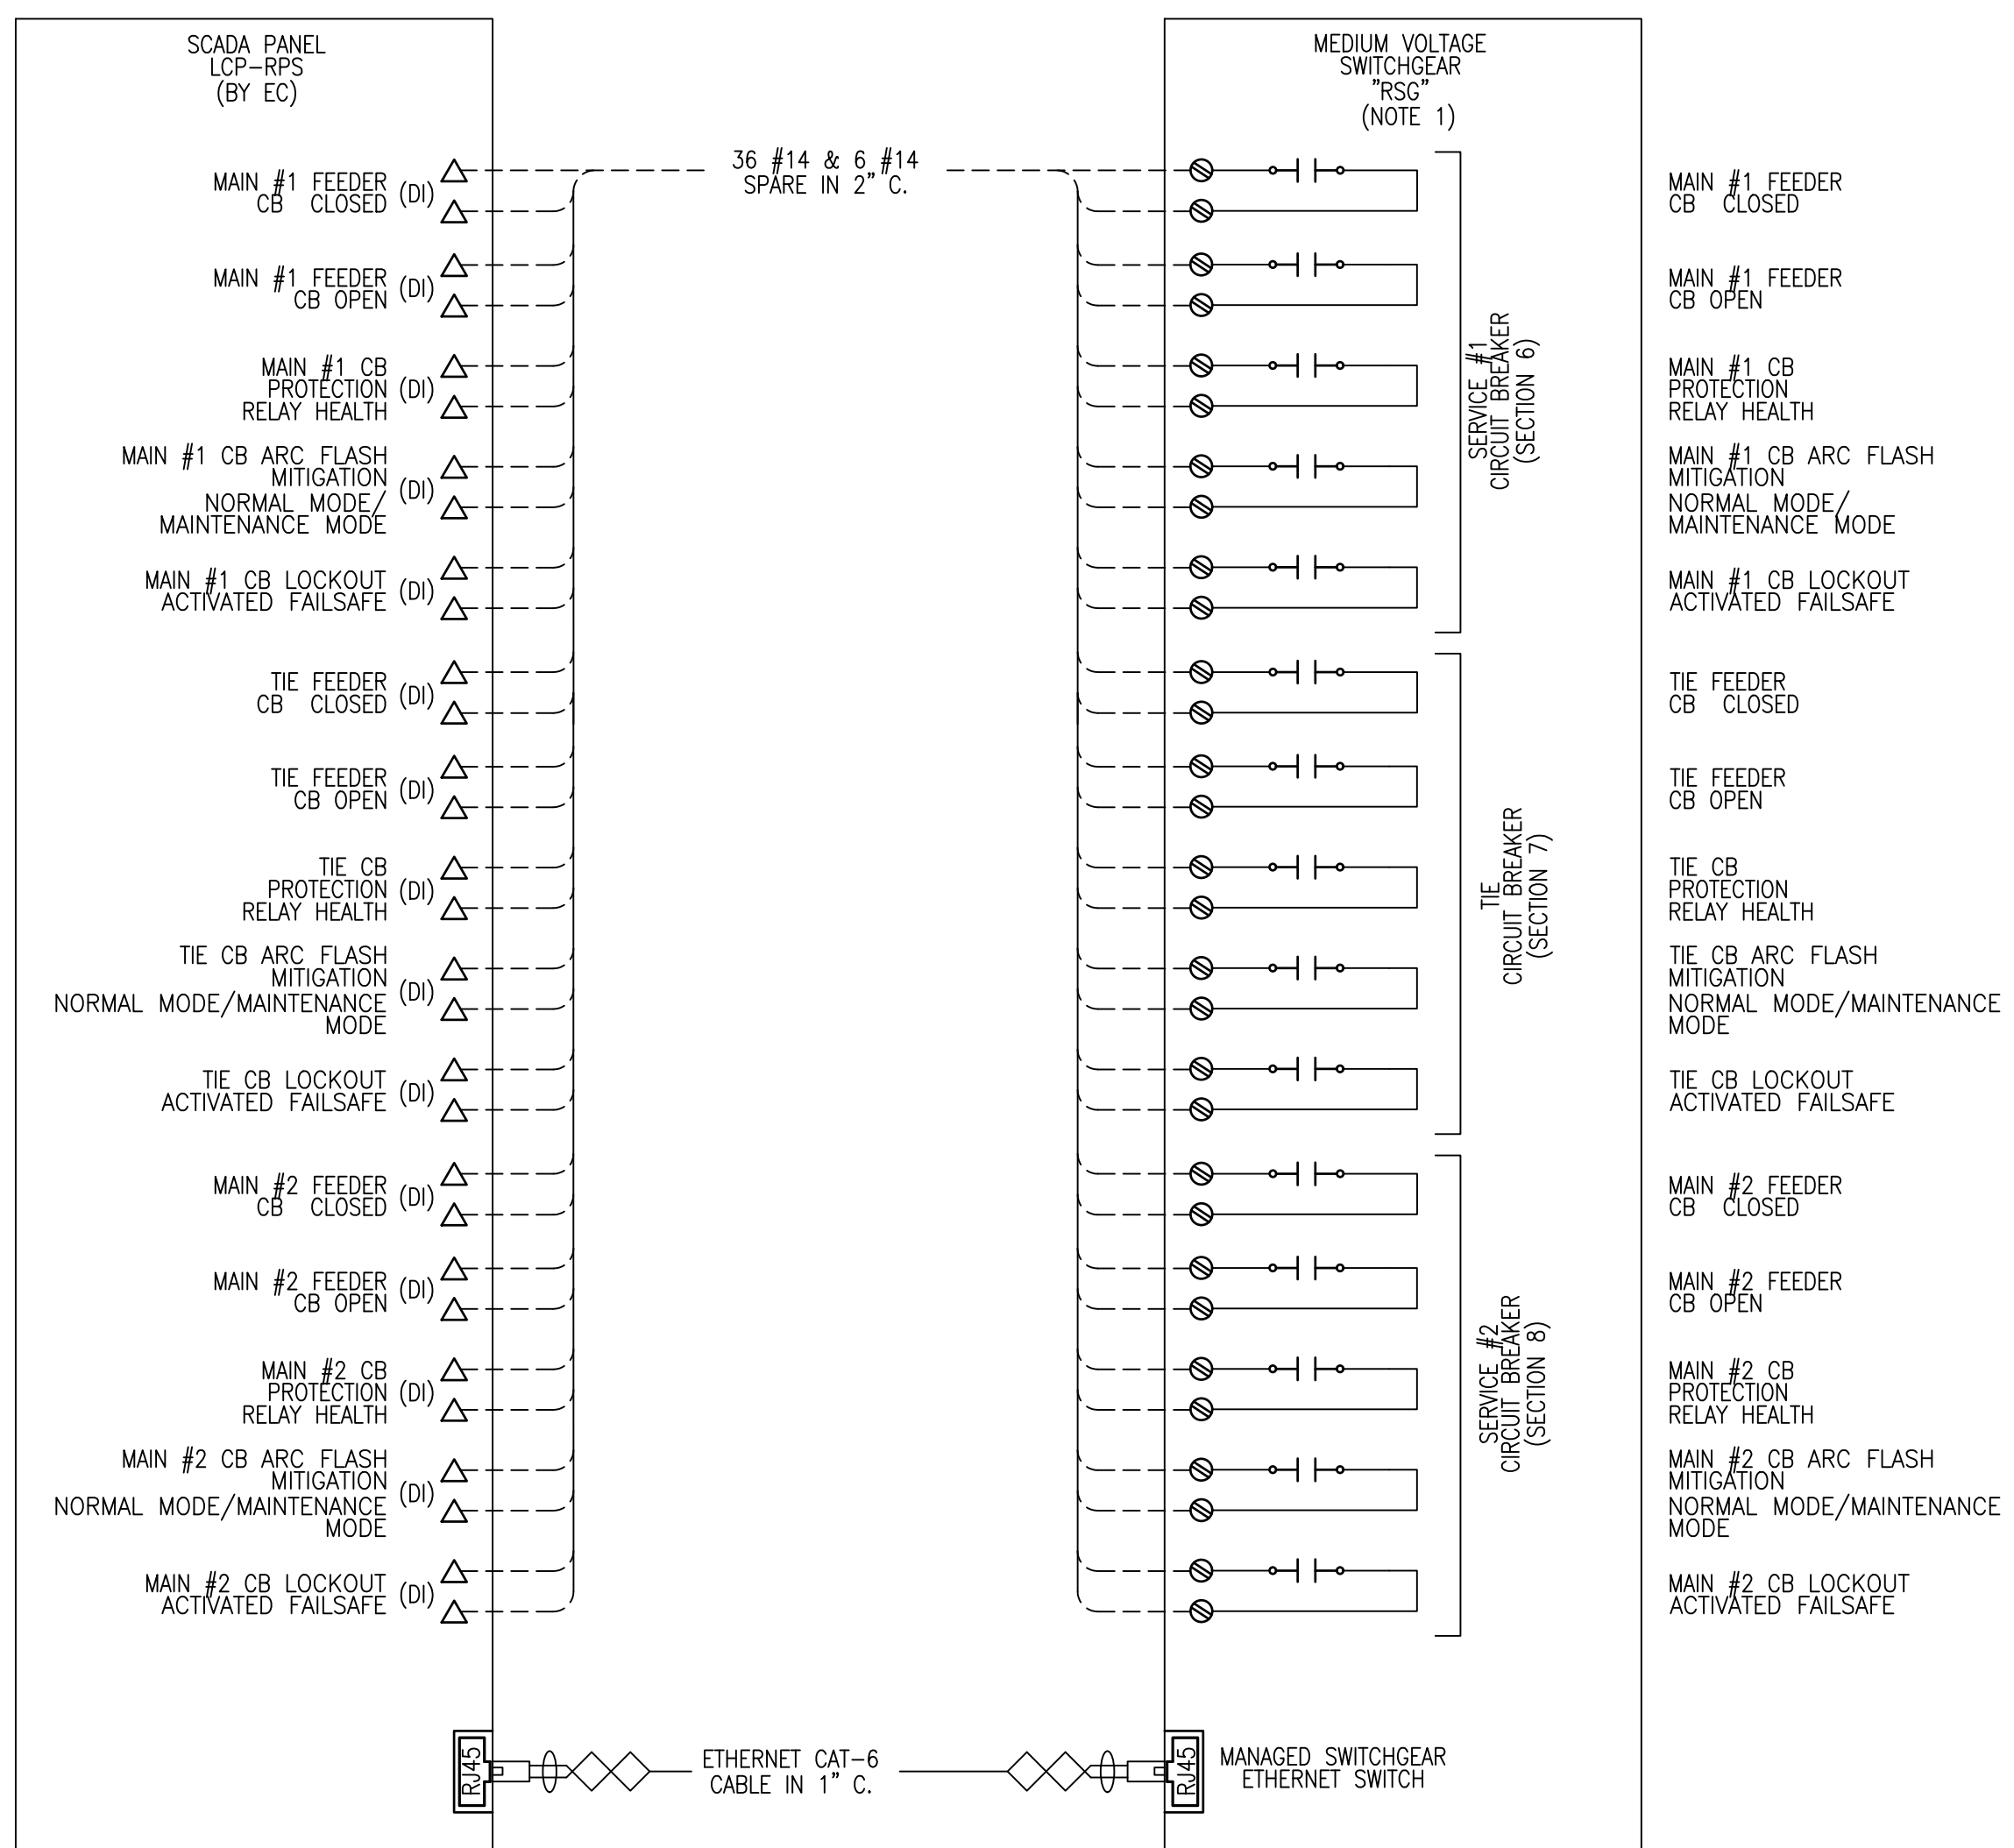 SCADA PANEL
LCP-RPS
(BY EC)
MAIN #1 FEEDER
CB CLOSED
(DI)
MAIN #1 FEEDER
CB OPEN
(DI)
MAIN #1 CB
PROTECTION
RELAY HEALTH
(DI)
MAIN #1 CB ARC FLASH
MITIGATION
NORMAL MODE/
MAINTENANCE MODE
(DI)
MAIN #1 CB LOCKOUT
ACTIVATED FAILSAFE
(DI)
TIE FEEDER
CB CLOSED
(DI)
TIE FEEDER
CB OPEN
(DI)
TIE CB
PROTECTION
RELAY HEALTH
(DI)
TIE CB ARC FLASH
MITIGATION
NORMAL MODE/MAINTENANCE
MODE
(DI)
TIE CB LOCKOUT
ACTIVATED FAILSAFE
(DI)
MAIN #2 FEEDER
CB CLOSED
(DI)
MAIN #2 FEEDER
CB OPEN
(DI)
MAIN #2 CB
PROTECTION
RELAY HEALTH
(DI)
MAIN #2 CB ARC FLASH
MITIGATION
NORMAL MODE/MAINTENANCE
MODE
(DI)
MAIN #2 CB LOCKOUT
ACTIVATED FAILSAFE
(DI)
RJ45
36 #14 & 6 #14
SPARE IN 2" C.
ETHERNET CAT-6
CABLE IN 1" C.
MEDIUM VOLTAGE
SWITCHGEAR
"RSG"
(NOTE 1)
SERVICE #1
CIRCUIT BREAKER
(SECTION 6)
TIE
CIRCUIT BREAKER
(SECTION 7)
SERVICE #2
CIRCUIT BREAKER
(SECTION 8)
RJ45
MANAGED SWITCHGEAR
ETHERNET SWITCH
MAIN #1 FEEDER
CB CLOSED
MAIN #1 FEEDER
CB OPEN
MAIN #1 CB
PROTECTION
RELAY HEALTH
MAIN #1 CB ARC FLASH
MITIGATION
NORMAL MODE/
MAINTENANCE MODE
MAIN #1 CB LOCKOUT
ACTIVATED FAILSAFE
TIE FEEDER
CB CLOSED
TIE FEEDER
CB OPEN
TIE CB
PROTECTION
RELAY HEALTH
TIE CB ARC FLASH
MITIGATION
NORMAL MODE/MAINTENANCE
MODE
TIE CB LOCKOUT
ACTIVATED FAILSAFE
MAIN #2 FEEDER
CB CLOSED
MAIN #2 FEEDER
CB OPEN
MAIN #2 CB
PROTECTION
RELAY HEALTH
MAIN #2 CB ARC FLASH
MITIGATION
NORMAL MODE/MAINTENANCE
MODE
MAIN #2 CB LOCKOUT
ACTIVATED FAILSAFE